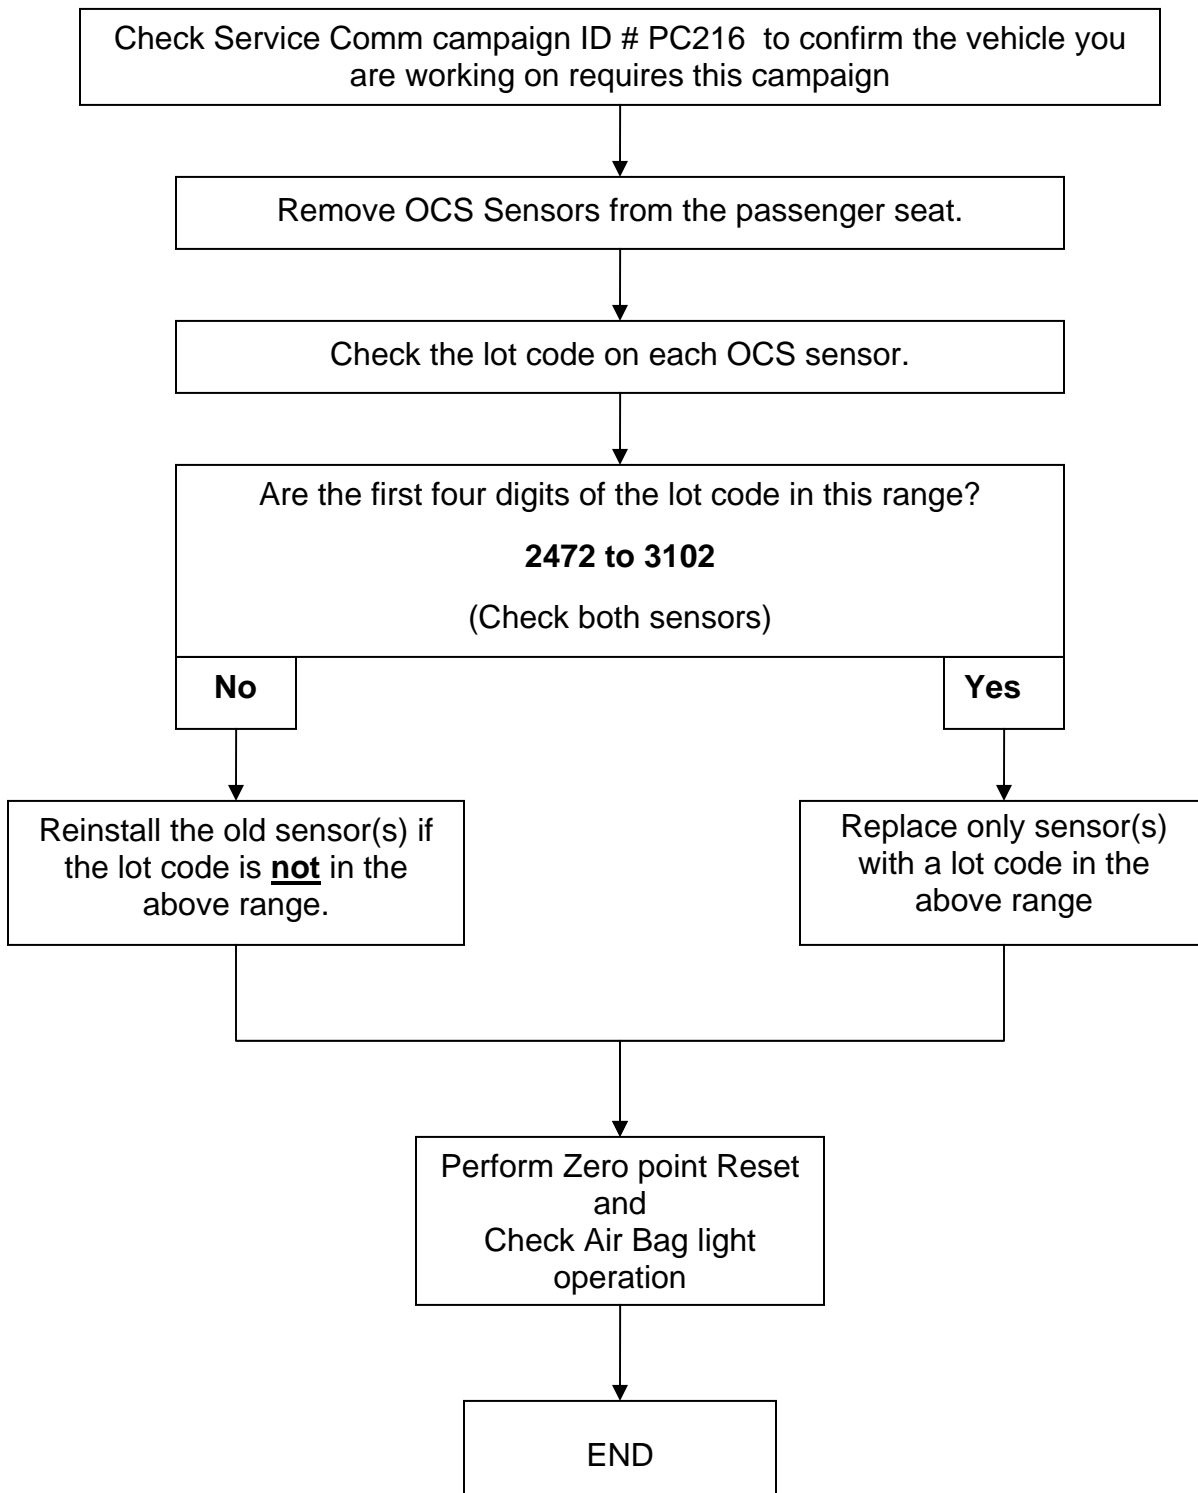 Check Service Comm campaign ID # PC216  to confirm the vehicle you
are working on requires this campaign
Remove OCS Sensors from the passenger seat.
Check the lot code on each OCS sensor.
Are the first four digits of the lot code in this range?
2472 to 3102
(Check both sensors)
No
Yes
Reinstall the old sensor(s) if
the lot code is not in the
above range.
Replace only sensor(s)
with a lot code in the
above range
Perform Zero point Reset
and
Check Air Bag light
operation
END